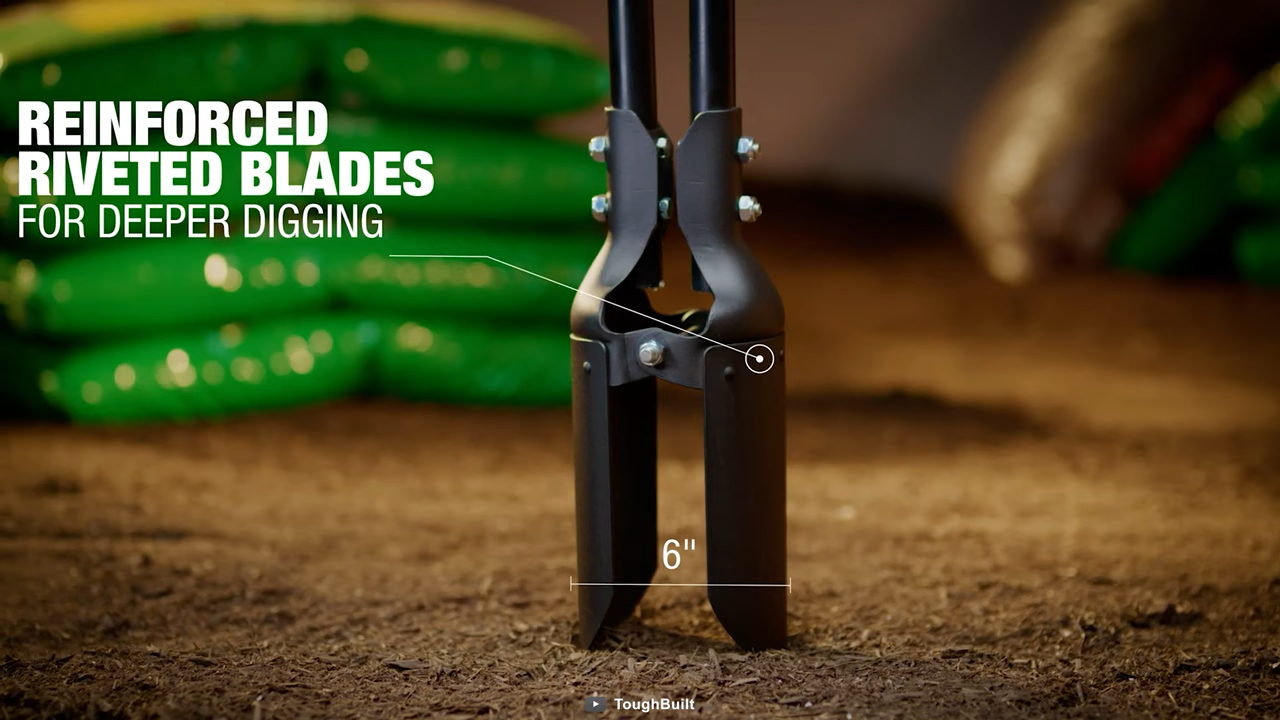 REINFORCED
RIVETED BLADES
FOR DEEPER DIGGING
6"
ToughBuilt